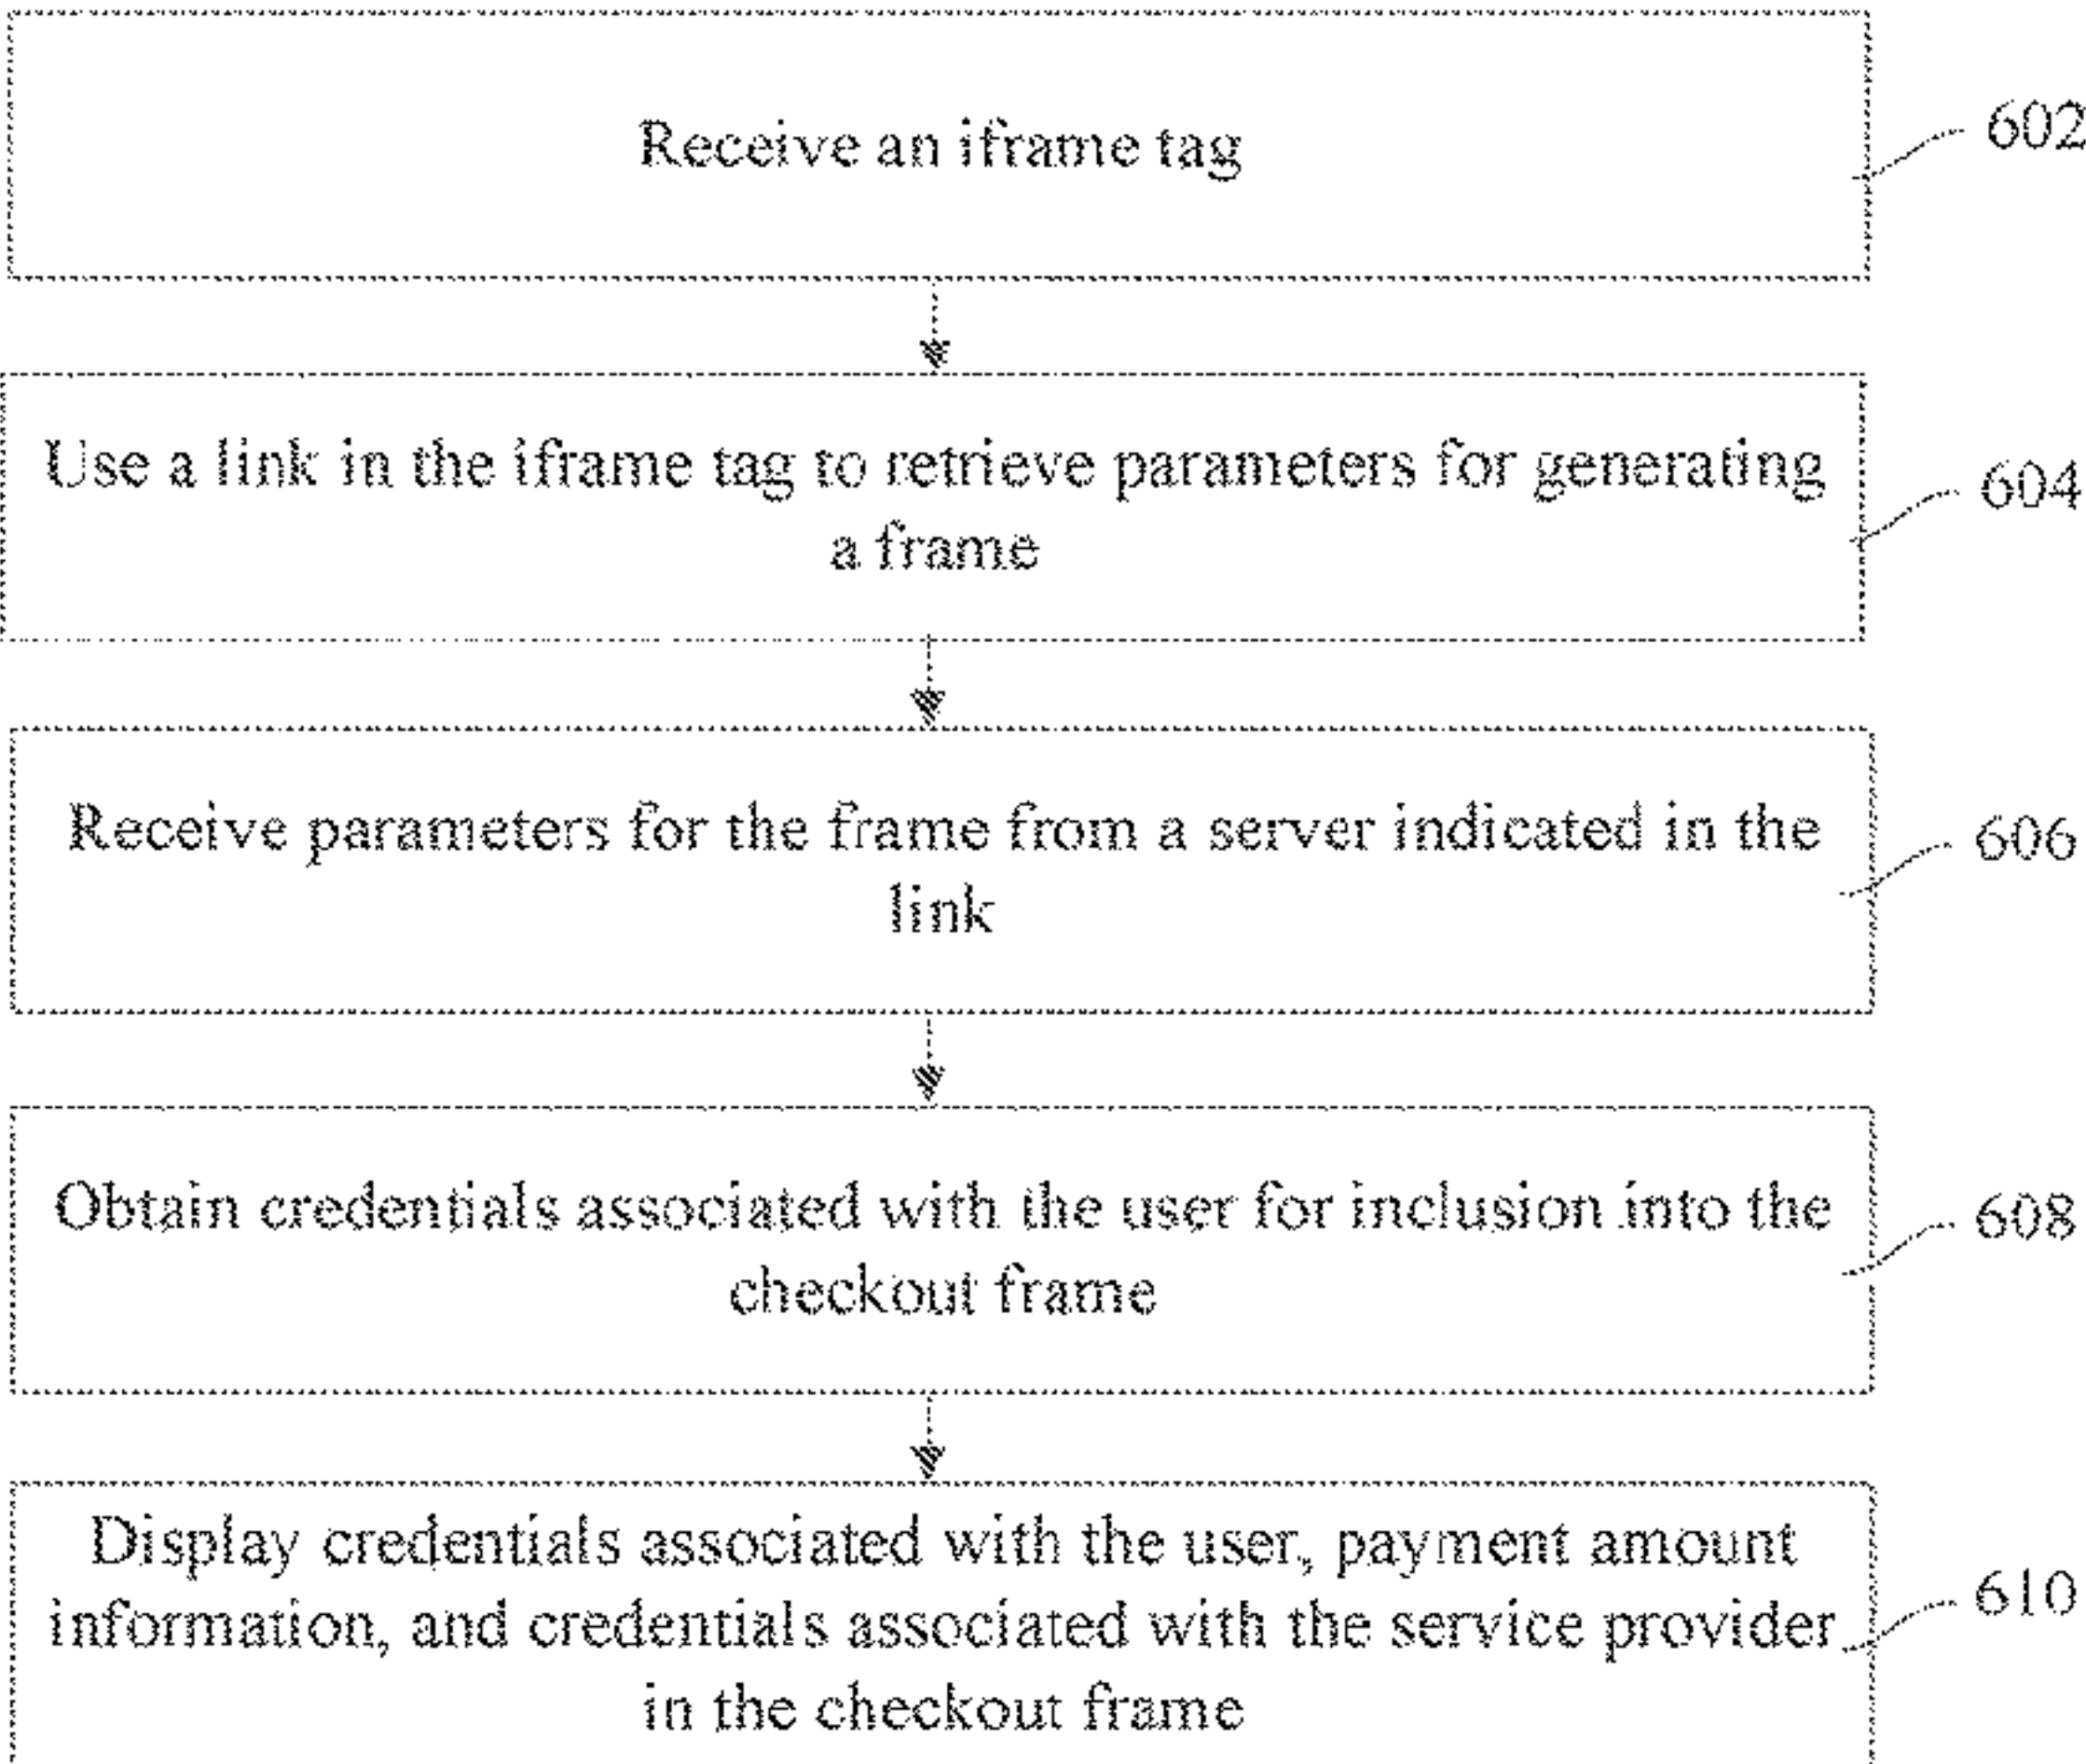 Receive an iframe tag
602
Use a link in the iframe tag to retrieve parameters for generating
a frame
604
Receive parameters for the frame from a server indicated in the
link
606
Obtain credentials associated with the user for inclusion into the
checkout frame
608
Display credentials associated with the user, payment amount
information, and credentials associated with the service provider
in the checkout frame
610